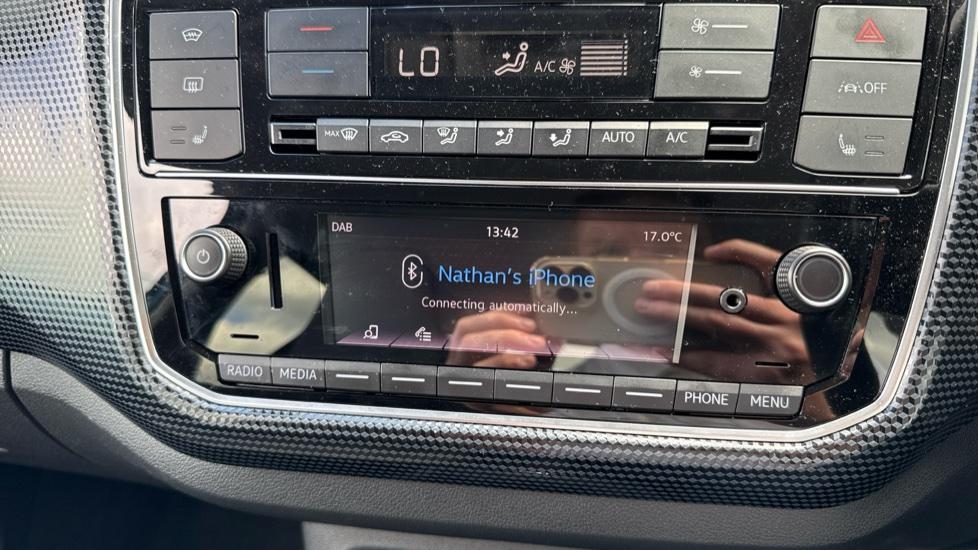 LO
A/C
OFF
MAX
AUTO
A/C
DAB
13:42
17.0°C
Nathan's iPhone
Connecting automatically...
RADIO
MEDIA
PHONE
MENU